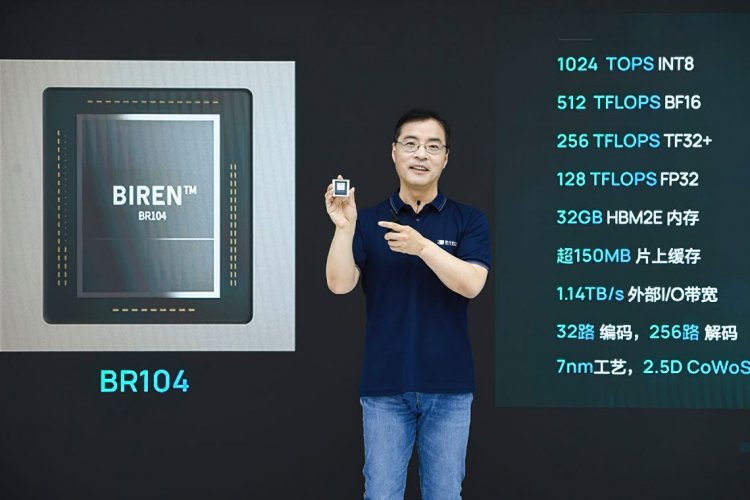 BIREN™
BR104
BR104
1024 TOPS INT8
512 TFLOPS BF16
256 TFLOPS TF32+
128 TFLOPS FP32
32GB HBM2E 内存
超150MB 片上缓存
1.14TB/s 外部I/O带宽
32路 编码，256路 解码
7nm工艺，2.5D CoWoS